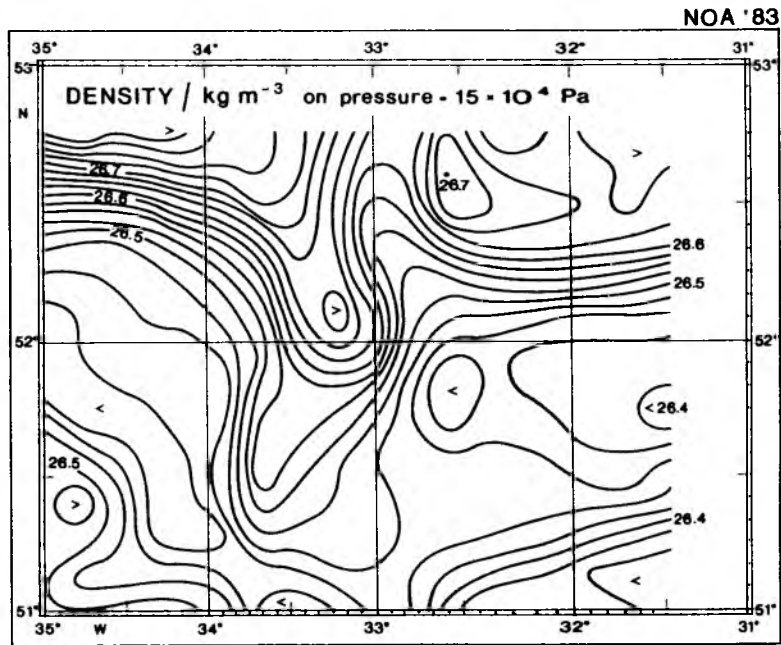 NOA '83
35° 34° 33° 32° 31°
53° 53°
N
DENSITY / kg m⁻³ on pressure - 15 * 10⁴ Pa
> >
26.7 26.7
26.6
26.5
26.6
26.5
>
52° 52°
<
< < 26.4
26.5
>
26.4
< <
51° 51°
35° W 34° 33° 32° 31°